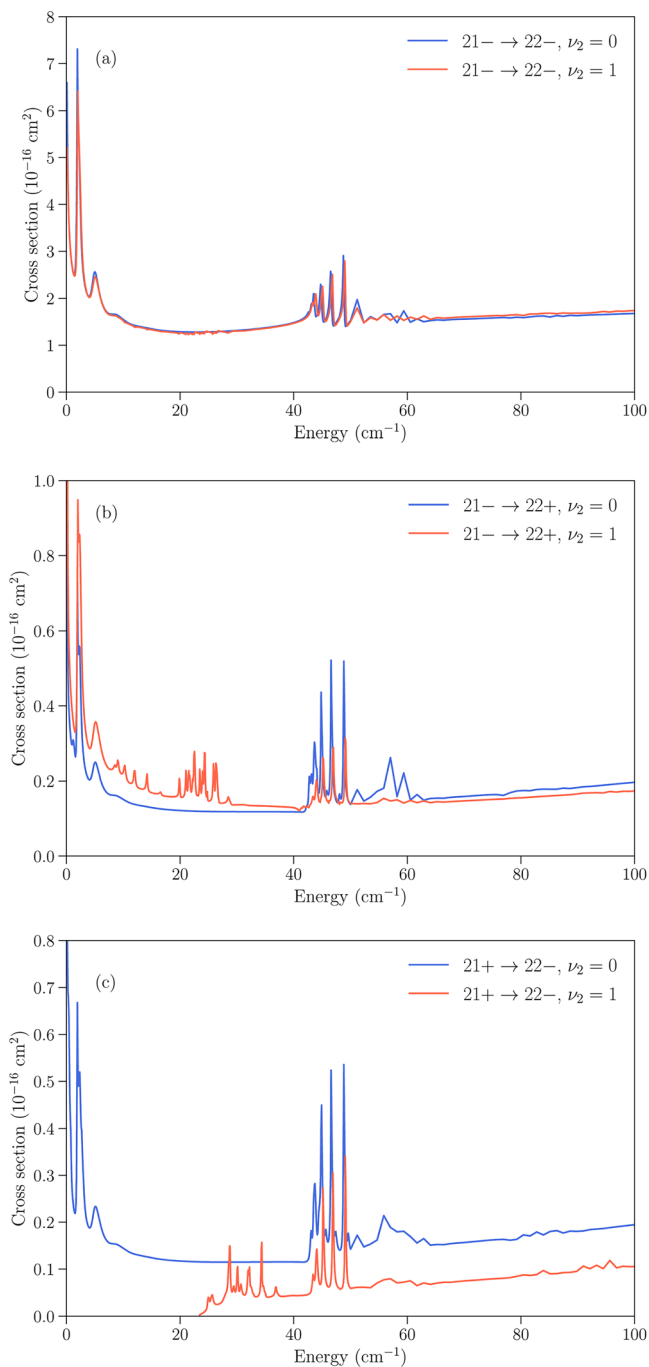 8
7
6
5
4
3
2
1
0
Cross section (10⁻¹⁶ cm²)
(a)
21− → 22−, ν₂ = 0
21− → 22−, ν₂ = 1
0 20 40 60 80 100
Energy (cm⁻¹)
1.0
0.8
0.6
0.4
0.2
0.0
Cross section (10⁻¹⁶ cm²)
(b)
21− → 22+, ν₂ = 0
21− → 22+, ν₂ = 1
0 20 40 60 80 100
Energy (cm⁻¹)
0.8
0.7
0.6
0.5
0.4
0.3
0.2
0.1
0.0
Cross section (10⁻¹⁶ cm²)
(c)
21+ → 22−, ν₂ = 0
21+ → 22−, ν₂ = 1
0 20 40 60 80 100
Energy (cm⁻¹)